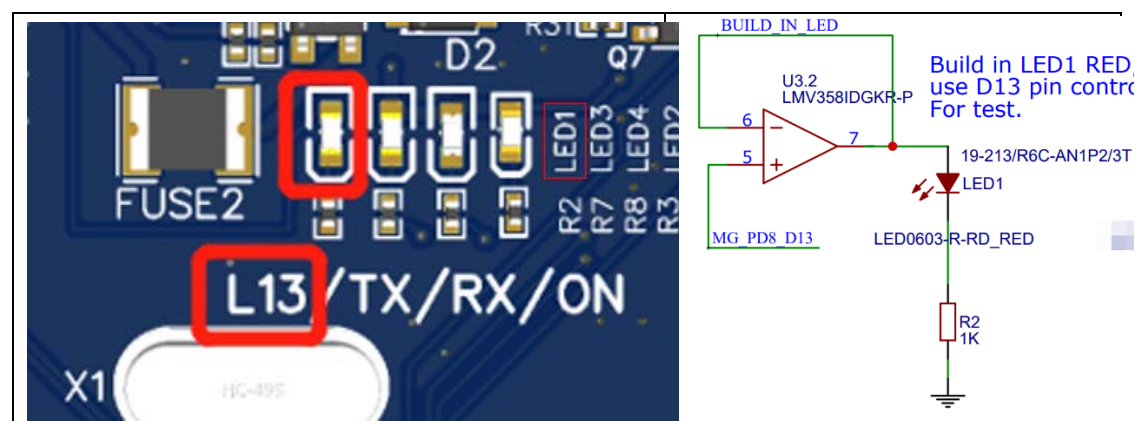 R31
D2
Q7
LED1
LED3
LED4
LED2
FUSE2
R2
R7
R8
R3
L13/TX/RX/ON
X1
HC-49S
BUILD_IN_LED
Build in LED1 RED,
use D13 pin contro
For test.
U3.2
LMV358IDGKR-P
6
7
5
19-213/R6C-AN1P2/3T
LED1
MG_PD8_D13
LED0603-R-RD_RED
R2
1K